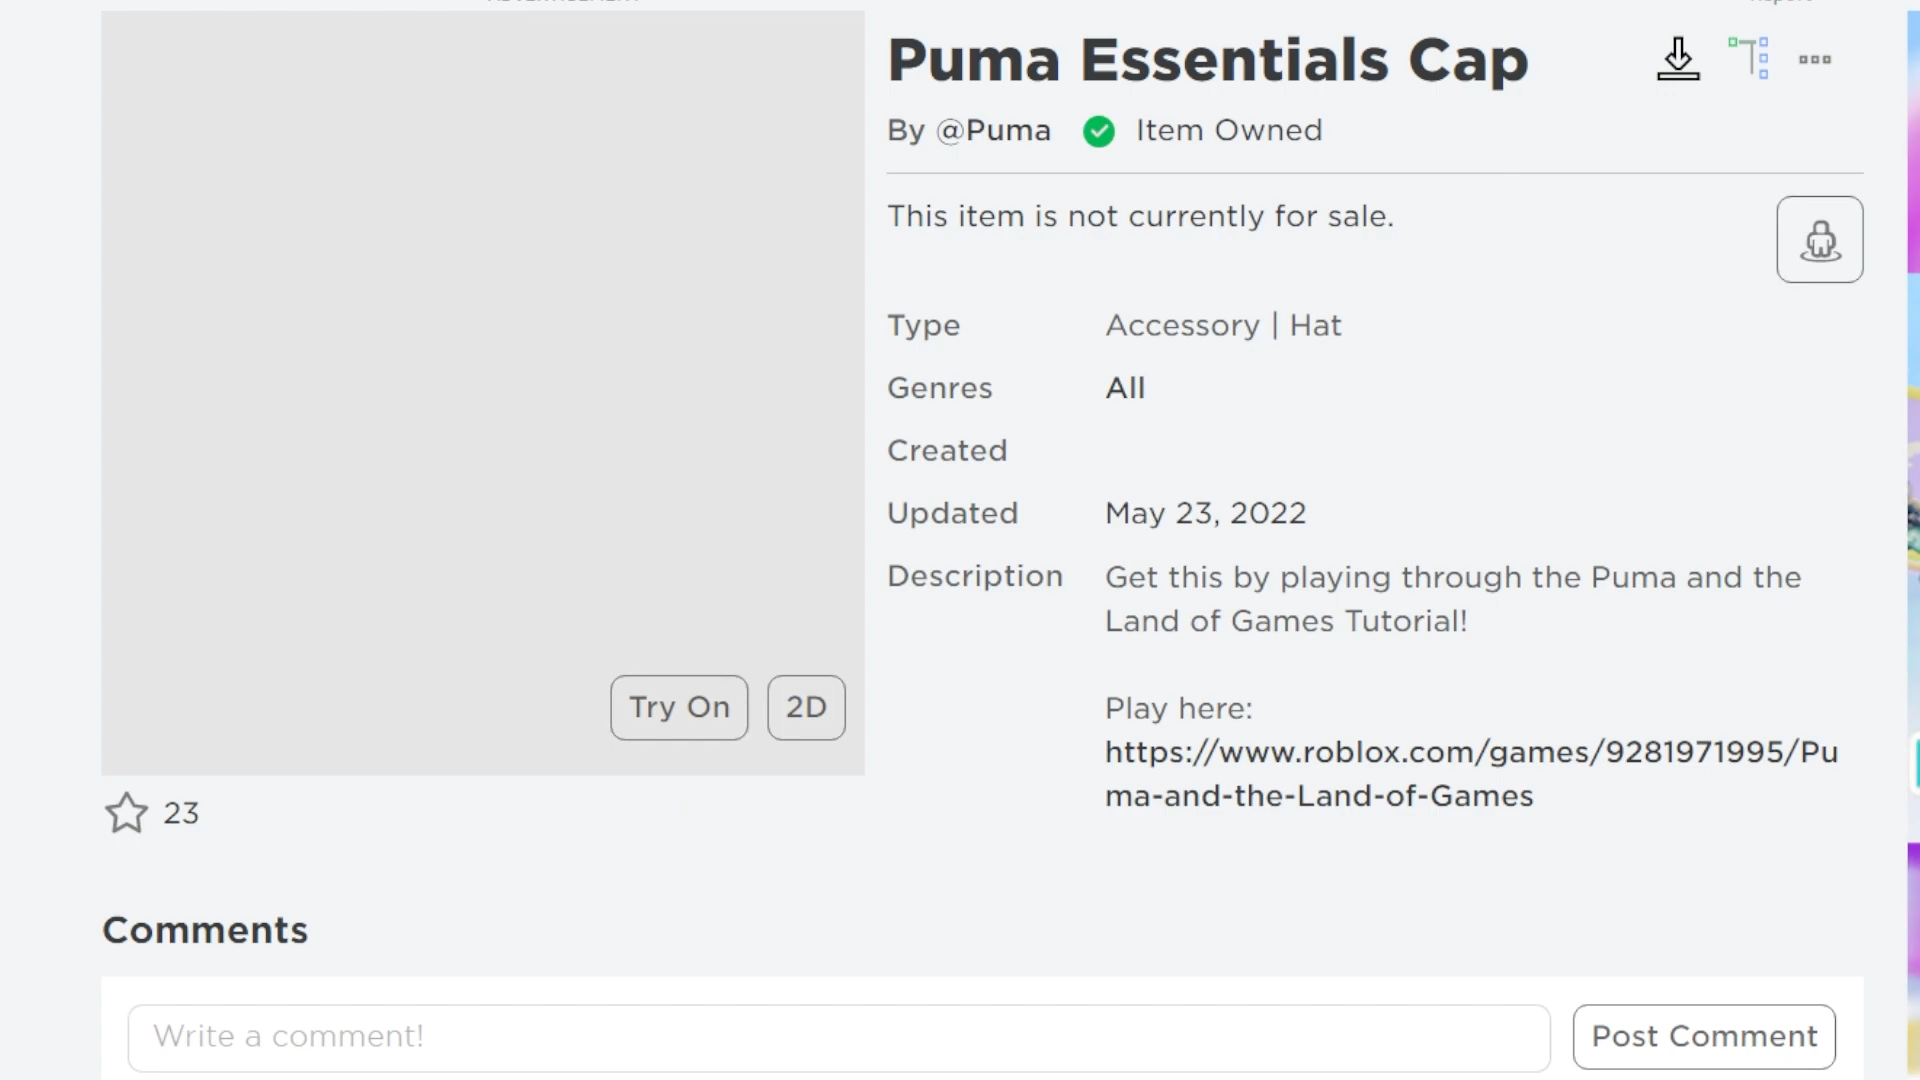 Puma Essentials Cap
By @Puma Item Owned
This item is not currently for sale.
Type Accessory | Hat
Genres All
Created
Updated May 23, 2022
Description Get this by playing through the Puma and the
Land of Games Tutorial!
Play here:
https://www.roblox.com/games/9281971995/Pu
ma-and-the-Land-of-Games
Try On 2D
23
Comments
Write a comment! Post Comment